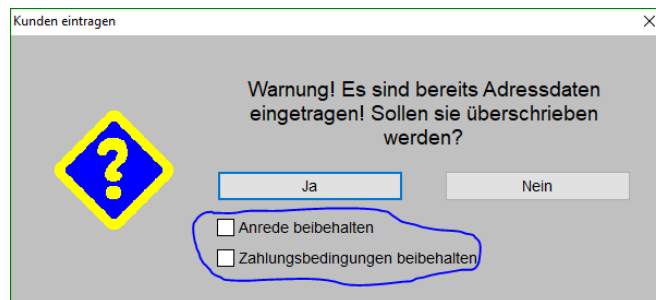 Kunden eintragen
Warnung! Es sind bereits Adressdaten
eingetragen! Sollen sie überschrieben
werden?
Ja
Nein
Anrede beibehalten
Zahlungsbedingungen beibehalten